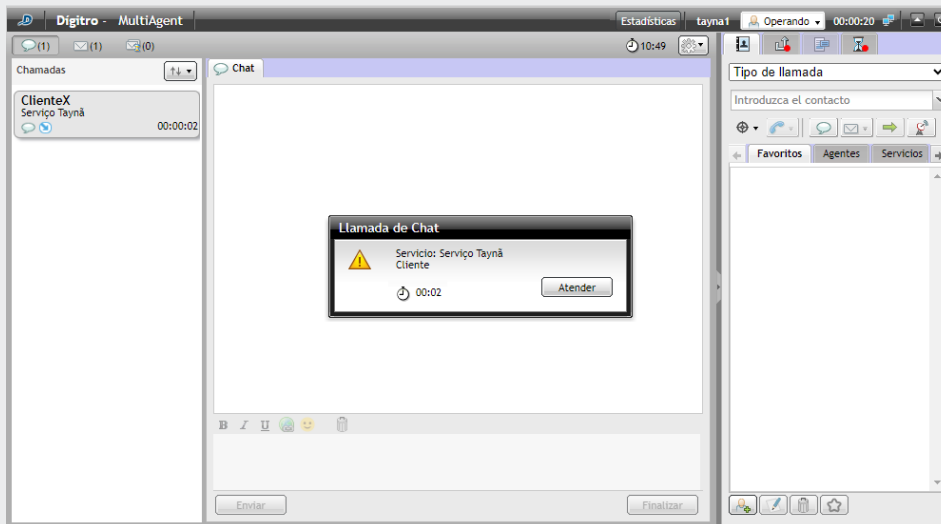 Dígitro - MultiAgent
Estadísticas
tayna1
Operando
00:00:20
(1)
(1)
(0)
10:49
Chamadas
Chat
ClienteX
Serviço Taynã
00:00:02
Llamada de Chat
Servicio: Serviço Taynã
Cliente
00:02
Atender
B I U
Enviar
Finalizar
Tipo de llamada
Introduzca el contacto
Favoritos
Agentes
Servicios